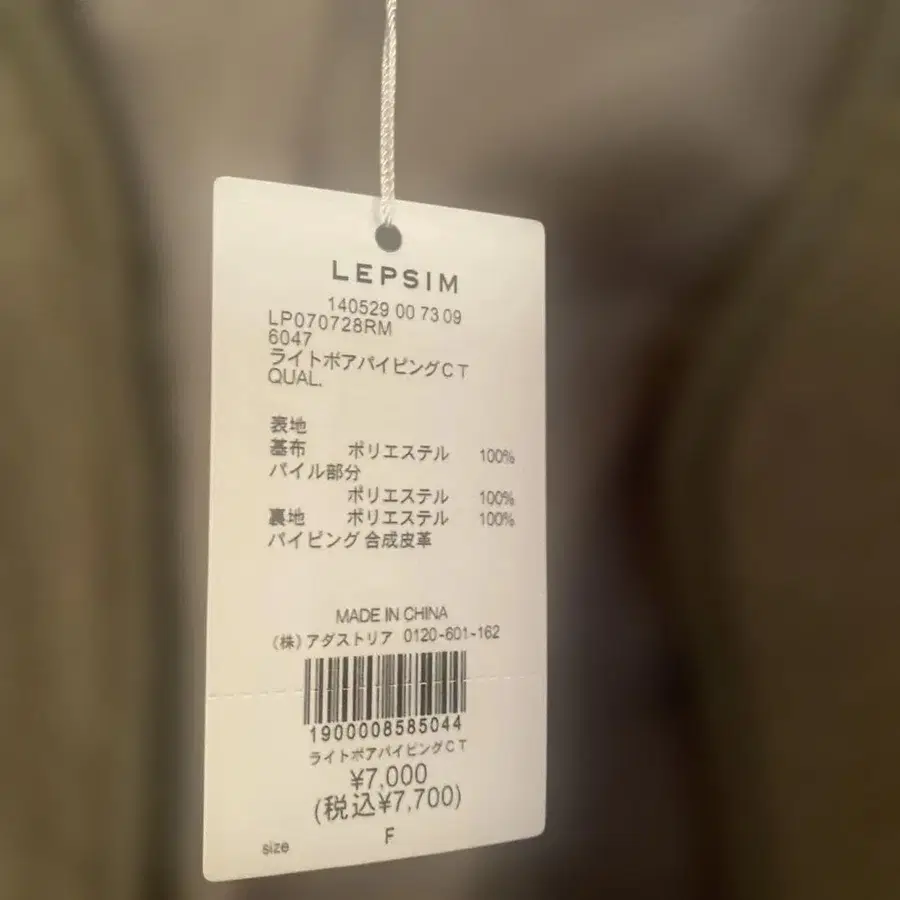 LEPSIM
140529 00 73 09
LP070728RM
6047
ライトボアパイピングCT
QUAL.
表地
基布 ポリエステル 100%
パイル部分
ポリエステル 100%
裏地 ポリエステル 100%
パイピング 合成皮革
MADE IN CHINA
(株)アダストリア 0120-601-162
1900008585044
ライトボアパイピングCT
¥7,000
(税込¥7,700)
size F